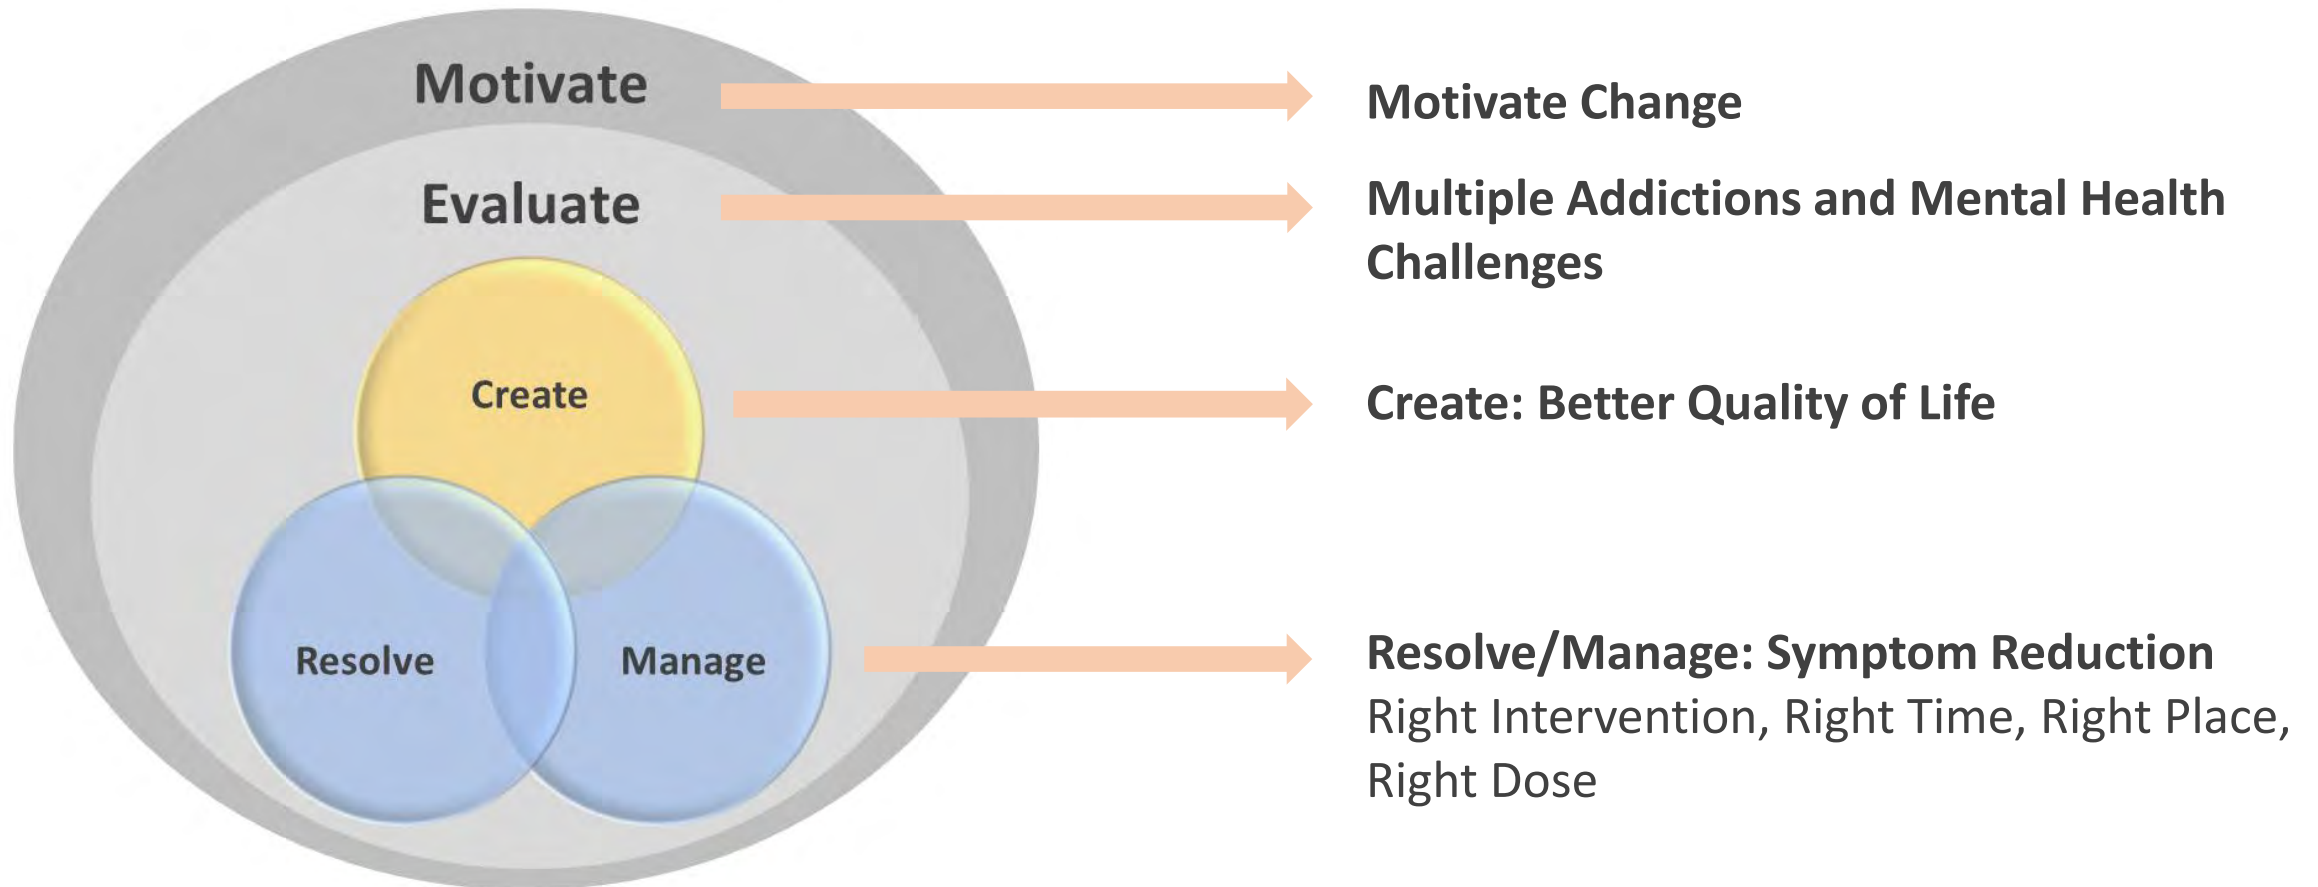 Motivate
Motivate Change
Evaluate
Multiple Addictions and Mental Health
Challenges
Create
Create: Better Quality of Life
Resolve
Manage
Resolve/Manage: Symptom Reduction
Right Intervention, Right Time, Right Place,
Right Dose